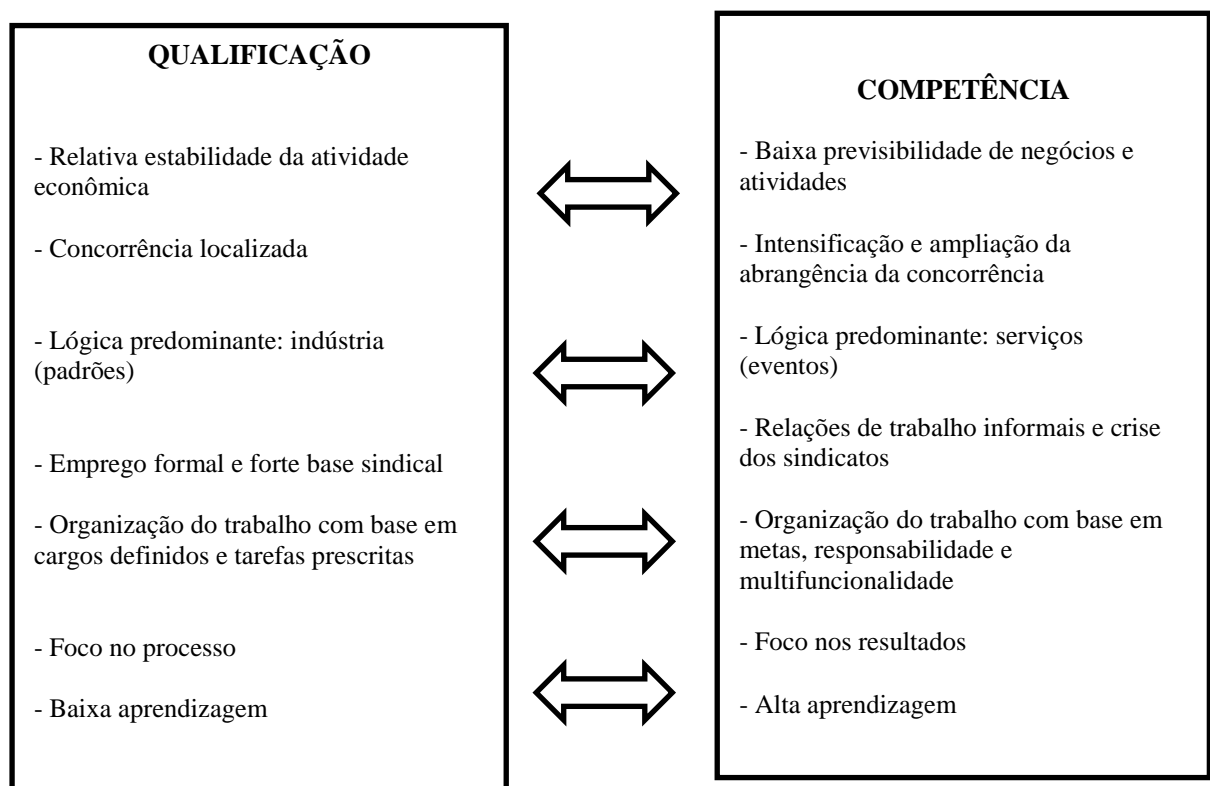 QUALIFICAÇÃO
- Relativa estabilidade da atividade
econômica
- Concorrência localizada
- Lógica predominante: indústria
(padrões)
- Emprego formal e forte base sindical
- Organização do trabalho com base em
cargos definidos e tarefas prescritas
- Foco no processo
- Baixa aprendizagem
COMPETÊNCIA
- Baixa previsibilidade de negócios e
atividades
- Intensificação e ampliação da
abrangência da concorrência
- Lógica predominante: serviços
(eventos)
- Relações de trabalho informais e crise
dos sindicatos
- Organização do trabalho com base em
metas, responsabilidade e
multifuncionalidade
- Foco nos resultados
- Alta aprendizagem